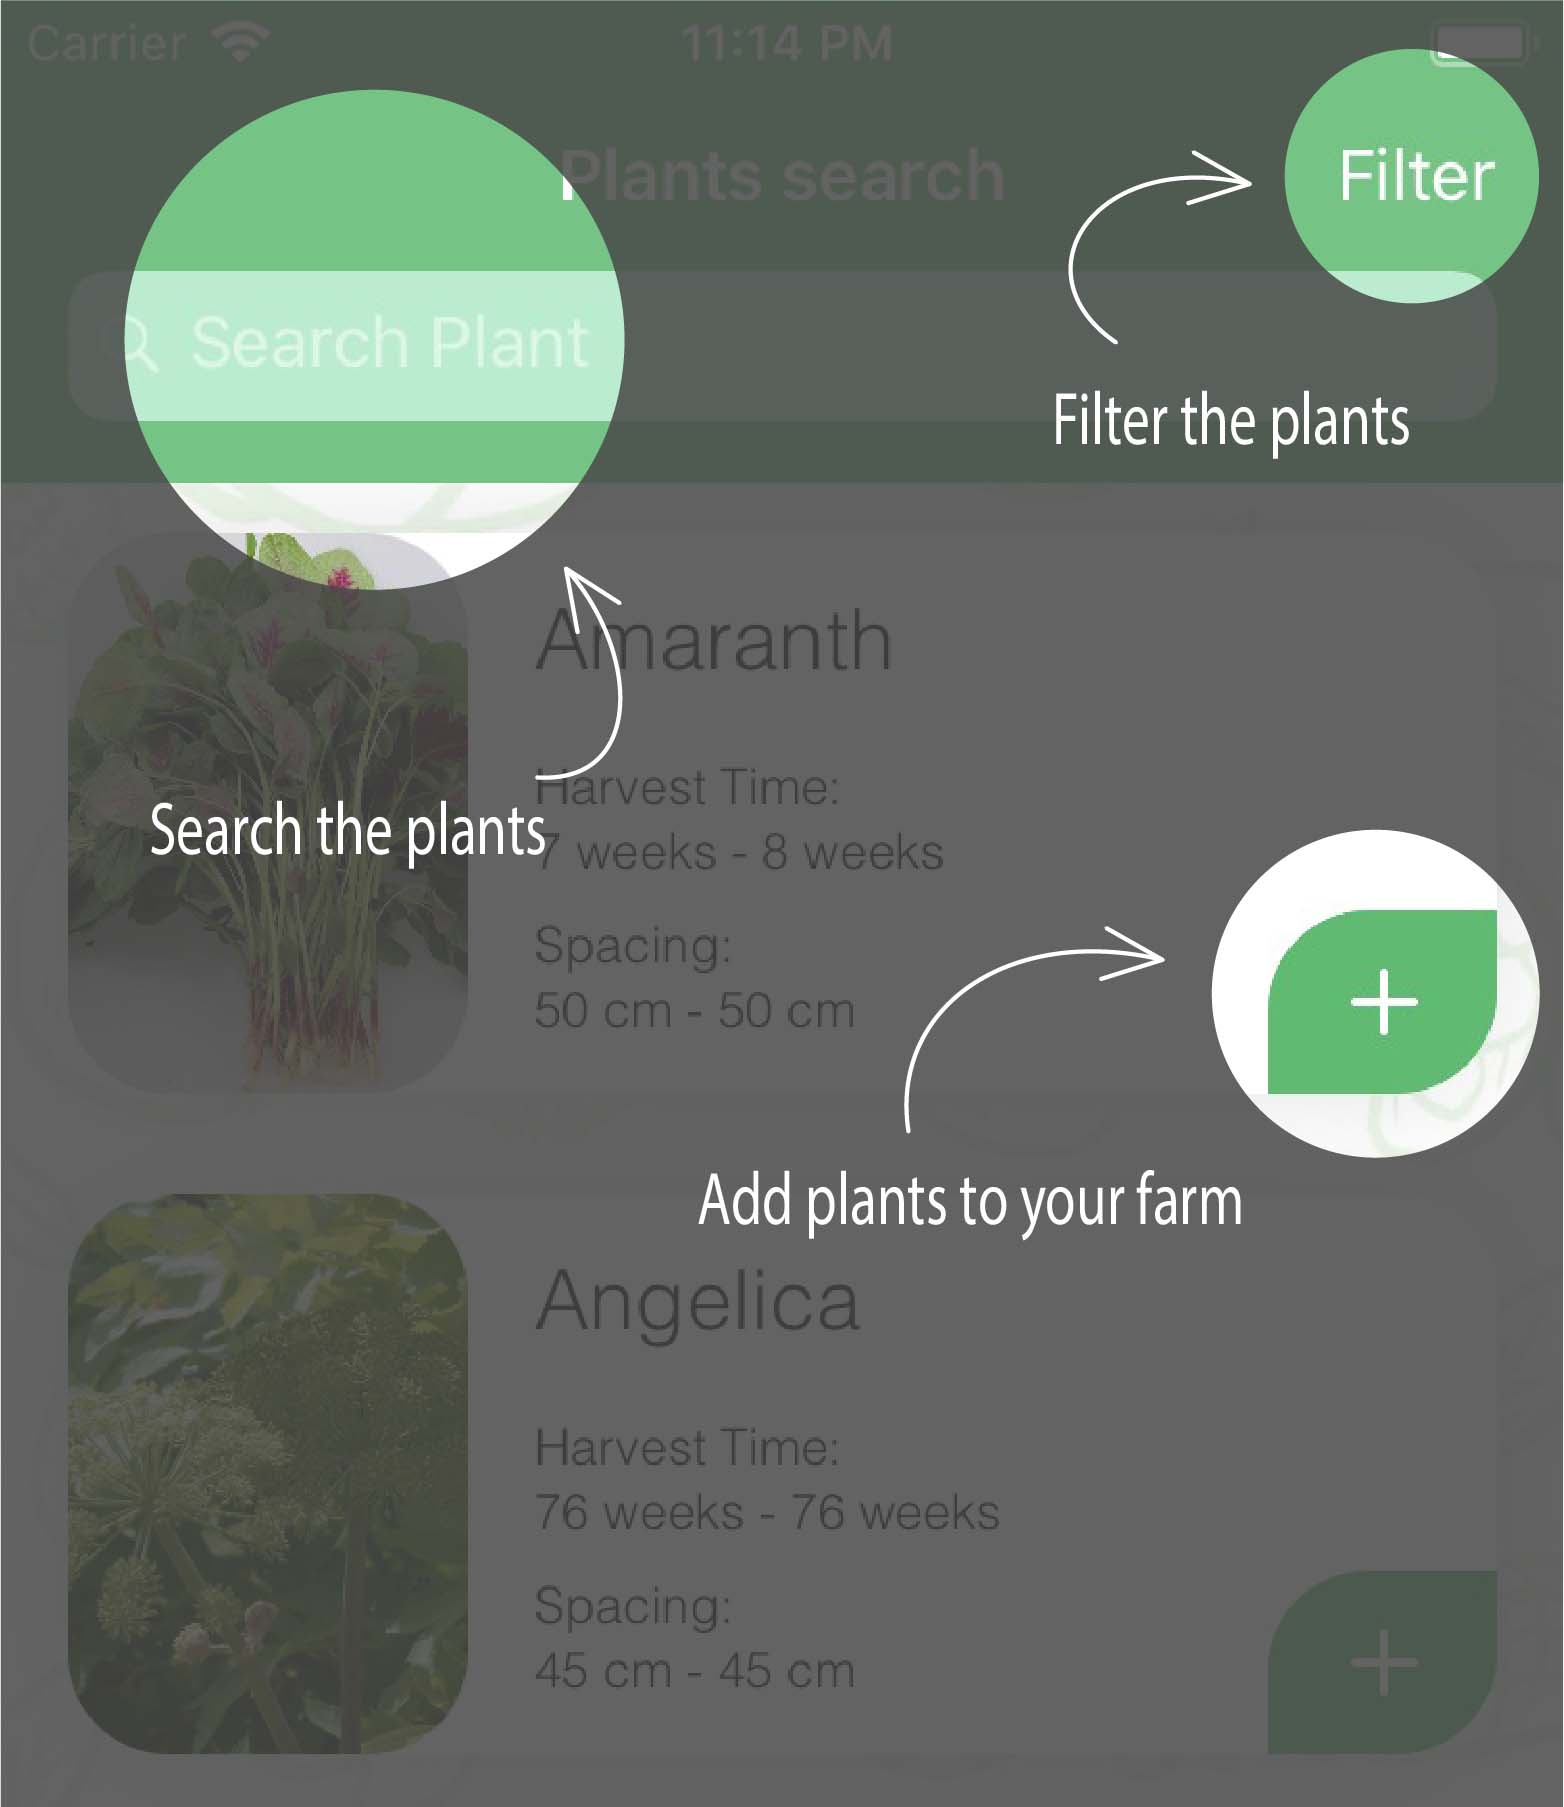 Carrier
11:14 PM
Plants search
Filter
Search Plant
Filter the plants
Amaranth
Harvest Time:
7 weeks - 8 weeks
Search the plants
Spacing:
50 cm - 50 cm
Add plants to your farm
Angelica
Harvest Time:
76 weeks - 76 weeks
Spacing:
45 cm - 45 cm